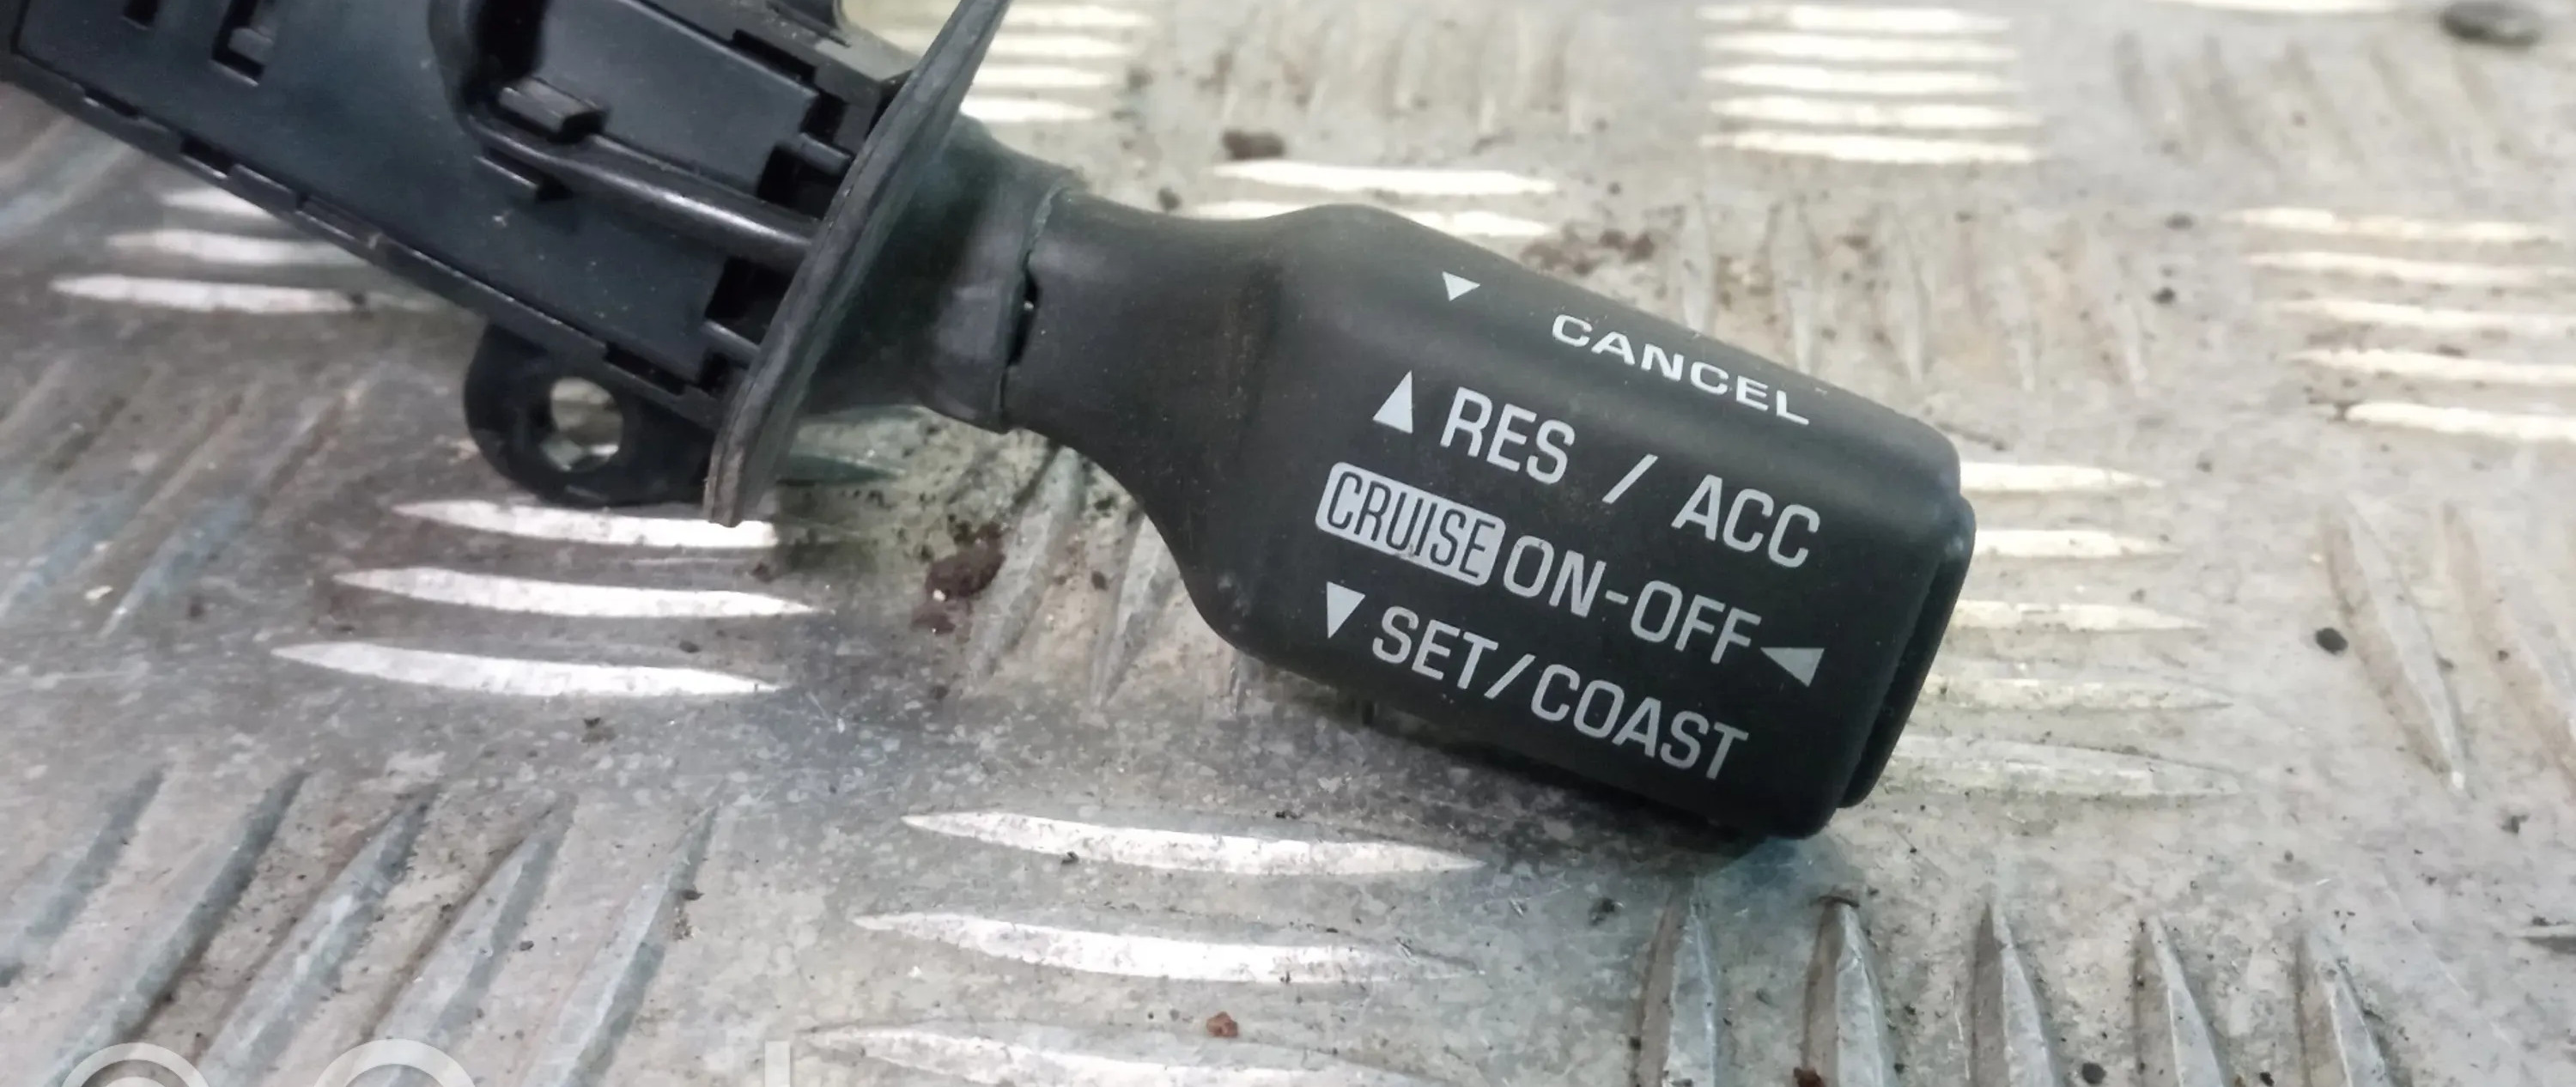 CANCEL
RES / ACC
CRUISE ON-OFF
SET/COAST